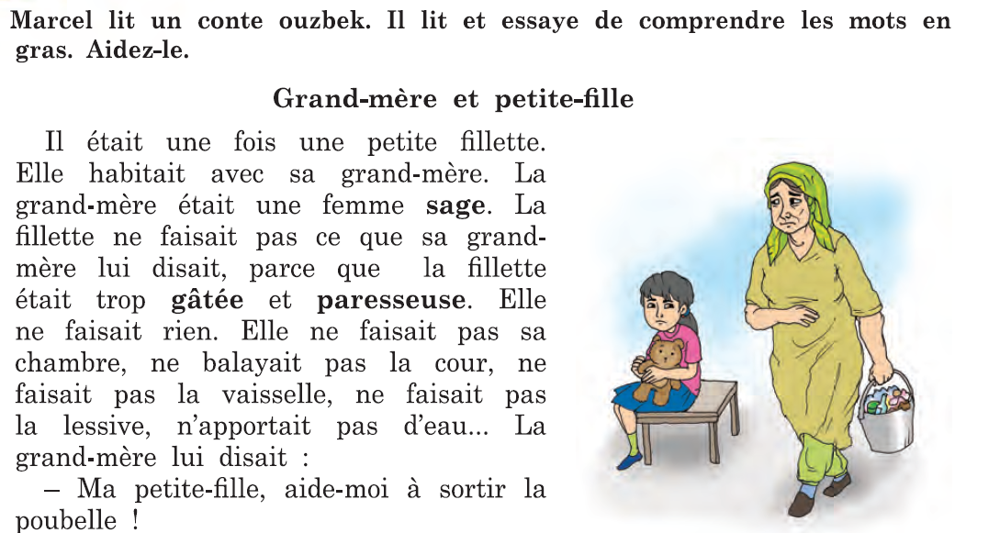 Marcel lit un conte ouzbek. Il lit et essaye de comprendre les mots en
gras. Aidez-le.
Grand-mère et petite-fille
Il était une fois une petite fillette.
Elle habitait avec sa grand-mère. La
grand-mère était une femme sage. La
fillette ne faisait pas ce que sa grand-
mère lui disait, parce que la fillette
était trop gâtée et paresseuse. Elle
ne faisait rien. Elle ne faisait pas sa
chambre, ne balayait pas la cour, ne
faisait pas la vaisselle, ne faisait pas
la lessive, n'apportait pas d'eau... La
grand-mère lui disait :
– Ma petite-fille, aide-moi à sortir la
poubelle !